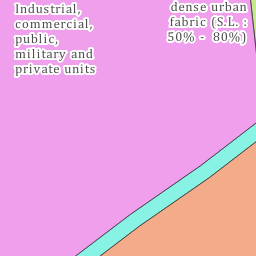 Industrial,
commercial,
public,
military and
private units
dense urban
fabric (S.L. :
50% - 80%)